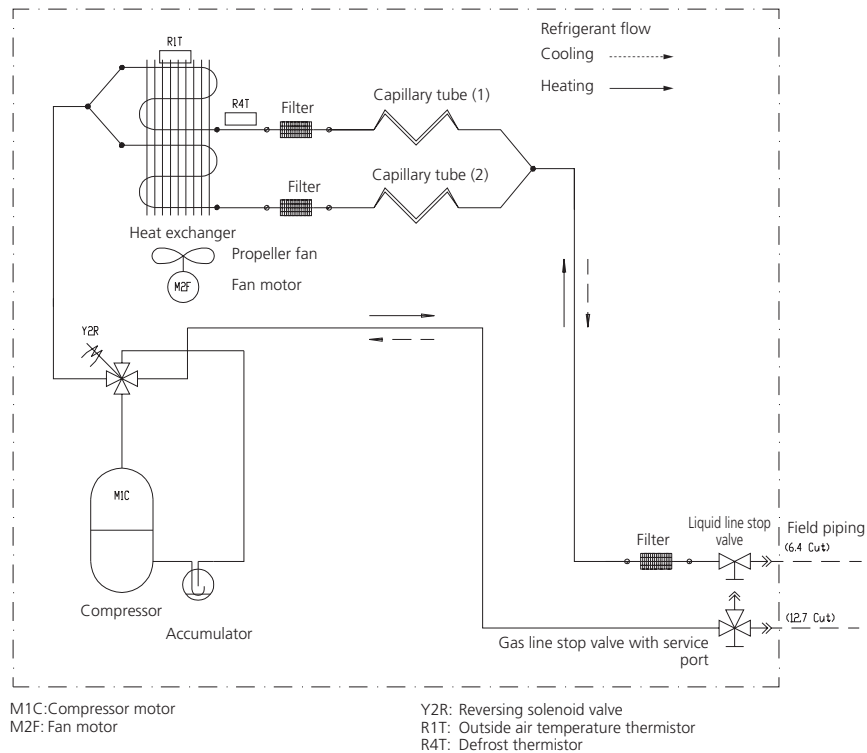 R1T
Refrigerant flow
Cooling
Heating
R4T
Filter
Capillary tube (1)
Filter
Capillary tube (2)
Heat exchanger
Propeller fan
M2F
Fan motor
Y2R
M1C
Compressor
Accumulator
Filter
Liquid line stop
valve
Field piping
(6.4 Cut)
(12.7 Cut)
Gas line stop valve with service
port
M1C: Compressor motor
M2F: Fan motor
Y2R: Reversing solenoid valve
R1T: Outside air temperature thermistor
R4T: Defrost thermistor